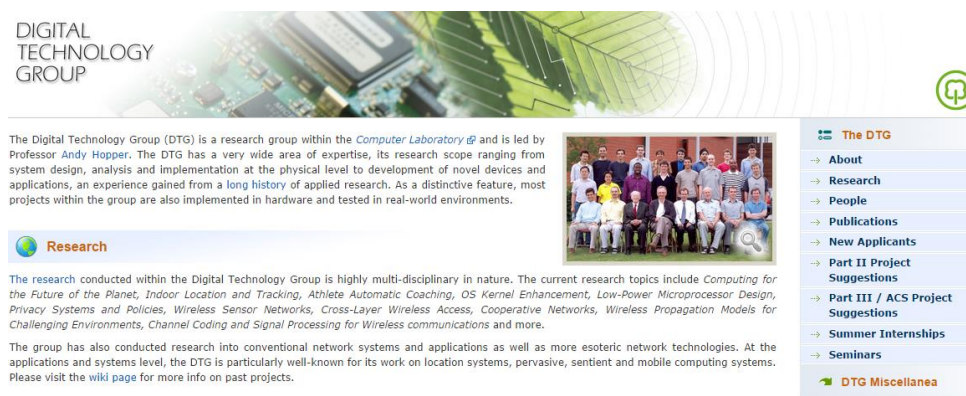 DIGITAL
TECHNOLOGY
GROUP
The Digital Technology Group (DTG) is a research group within the Computer Laboratory and is led by
Professor Andy Hopper. The DTG has a very wide area of expertise, its research scope ranging from
system design, analysis and implementation at the physical level to development of novel devices and
applications, an experience gained from a long history of applied research. As a distinctive feature, most
projects within the group are also implemented in hardware and tested in real-world environments.
Research
The research conducted within the Digital Technology Group is highly multi-disciplinary in nature. The current research topics include Computing for
the Future of the Planet, Indoor Location and Tracking, Athlete Automatic Coaching, OS Kernel Enhancement, Low-Power Microprocessor Design,
Privacy Systems and Policies, Wireless Sensor Networks, Cross-Layer Wireless Access, Cooperative Networks, Wireless Propagation Models for
Challenging Environments, Channel Coding and Signal Processing for Wireless communications and more.
The group has also conducted research into conventional network systems and applications as well as more esoteric network technologies. At the
applications and systems level, the DTG is particularly well-known for its work on location systems, pervasive, sentient and mobile computing systems.
Please visit the wiki page for more info on past projects.
The DTG
About
Research
People
Publications
New Applicants
Part II Project
Suggestions
Part III / ACS Project
Suggestions
Summer Internships
Seminars
DTG Miscellanea